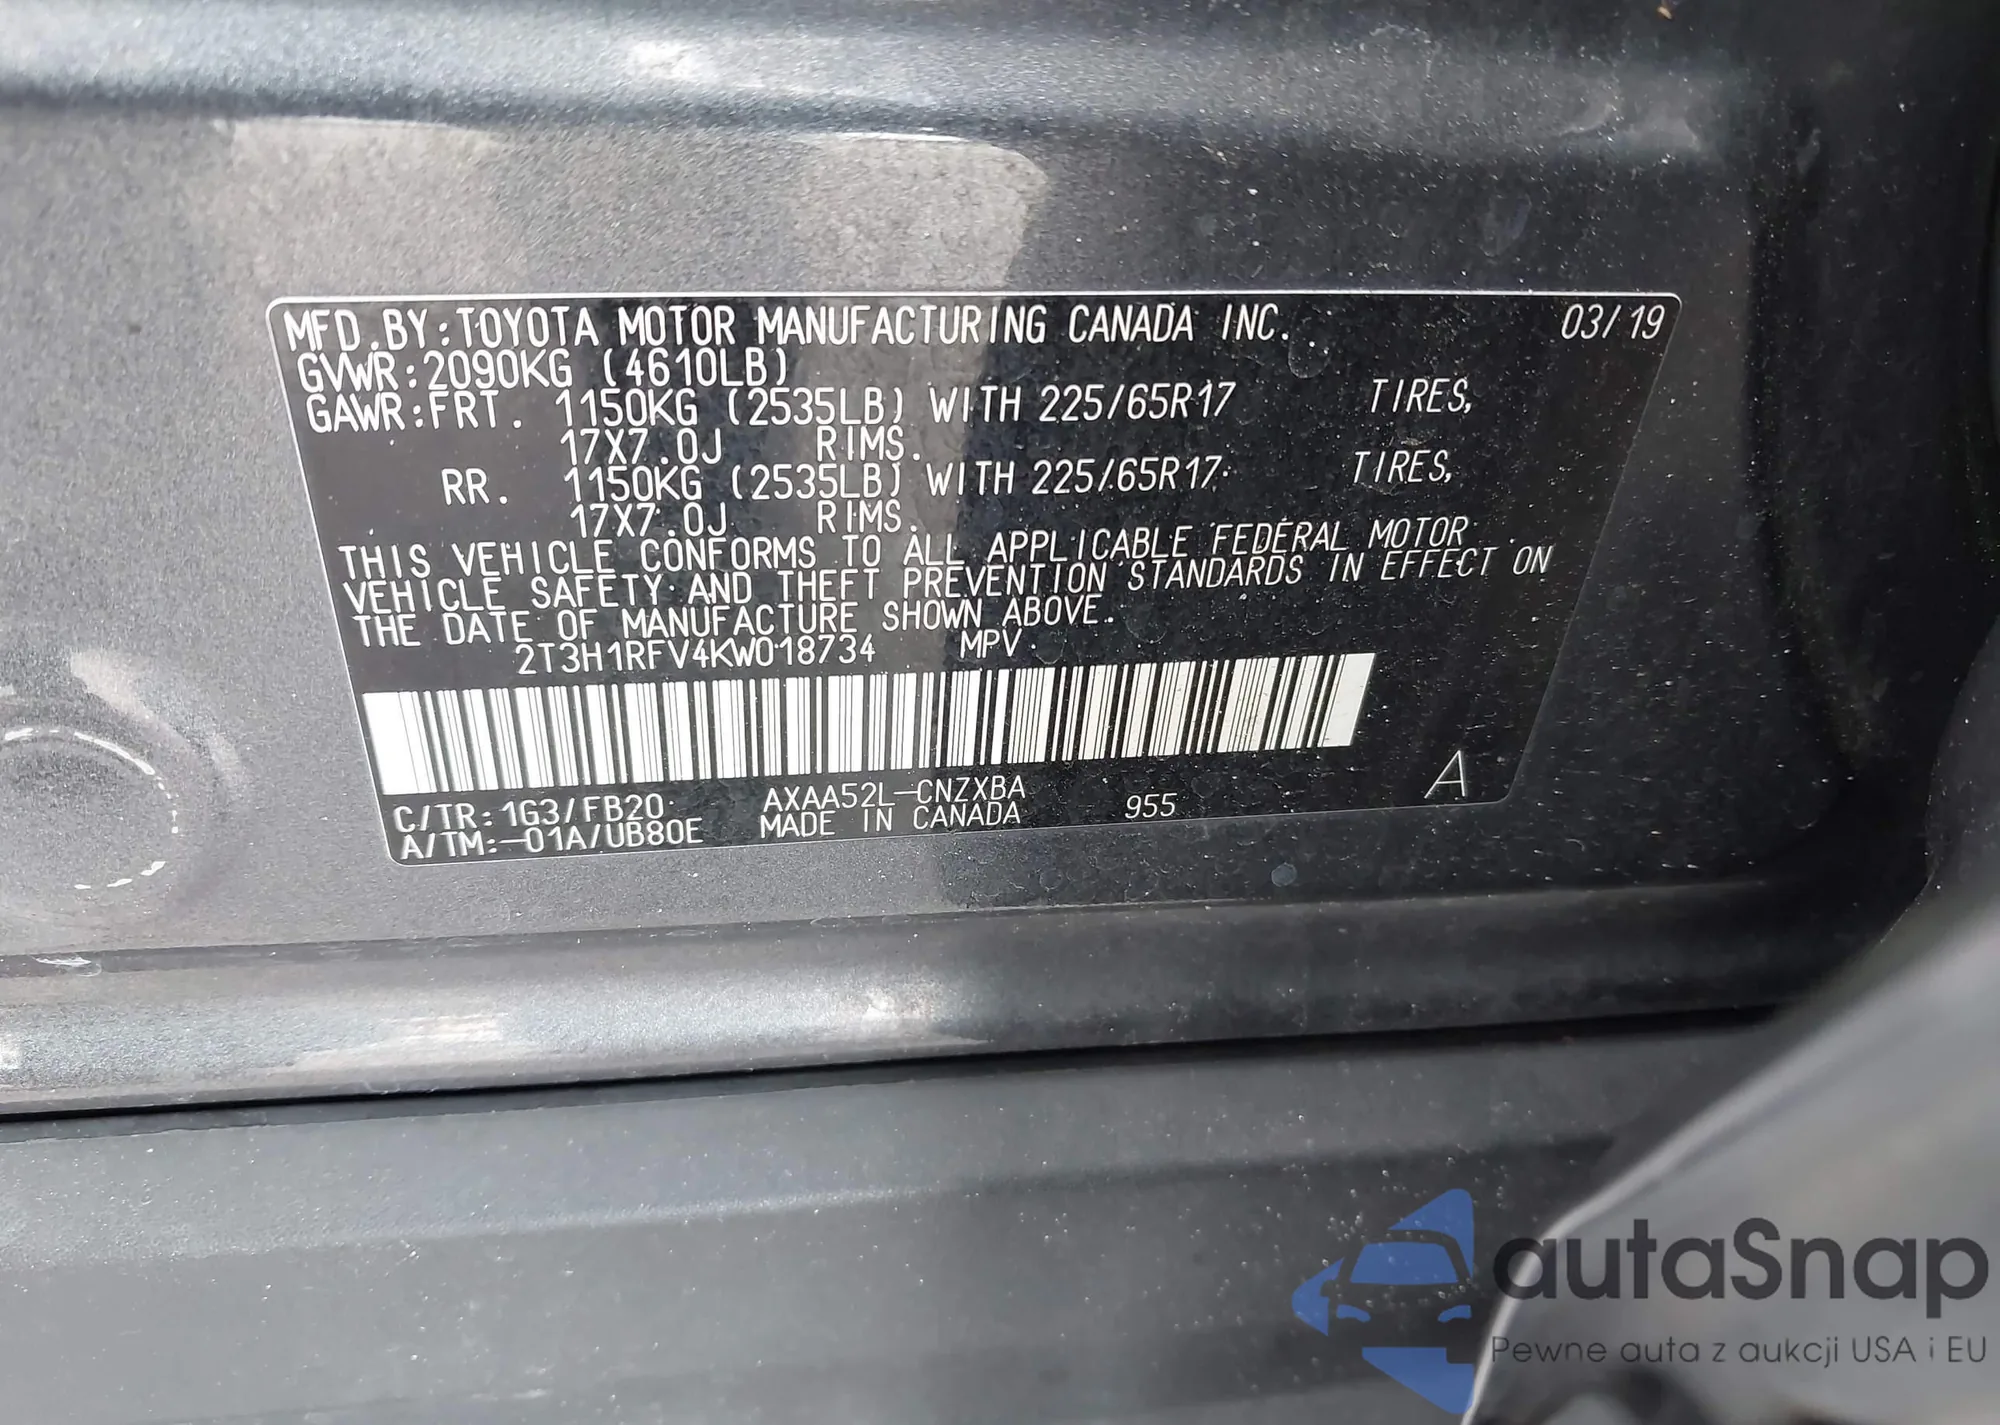 MFD.BY:TOYOTA MOTOR MANUFACTURING CANADA INC. 03/19
GVWR:2090KG (4610LB)
GAWR:FRT. 1150KG (2535LB) WITH 225/65R17 TIRES,
17X7.0J RIMS.
RR. 1150KG (2535LB) WITH 225/65R17 TIRES,
17X7.0J RIMS.
THIS VEHICLE CONFORMS TO ALL APPLICABLE FEDERAL MOTOR
VEHICLE SAFETY AND THEFT PREVENTION STANDARDS IN EFFECT ON
THE DATE OF MANUFACTURE SHOWN ABOVE.
2T3H1RFV4KW018734 MPV
C/TR:1G3/FB20 AXAA52L-CNZXBA A
A/TM:-01A/UB80E MADE IN CANADA 955
autaSnap
Pewne auta z aukcji USA i EU